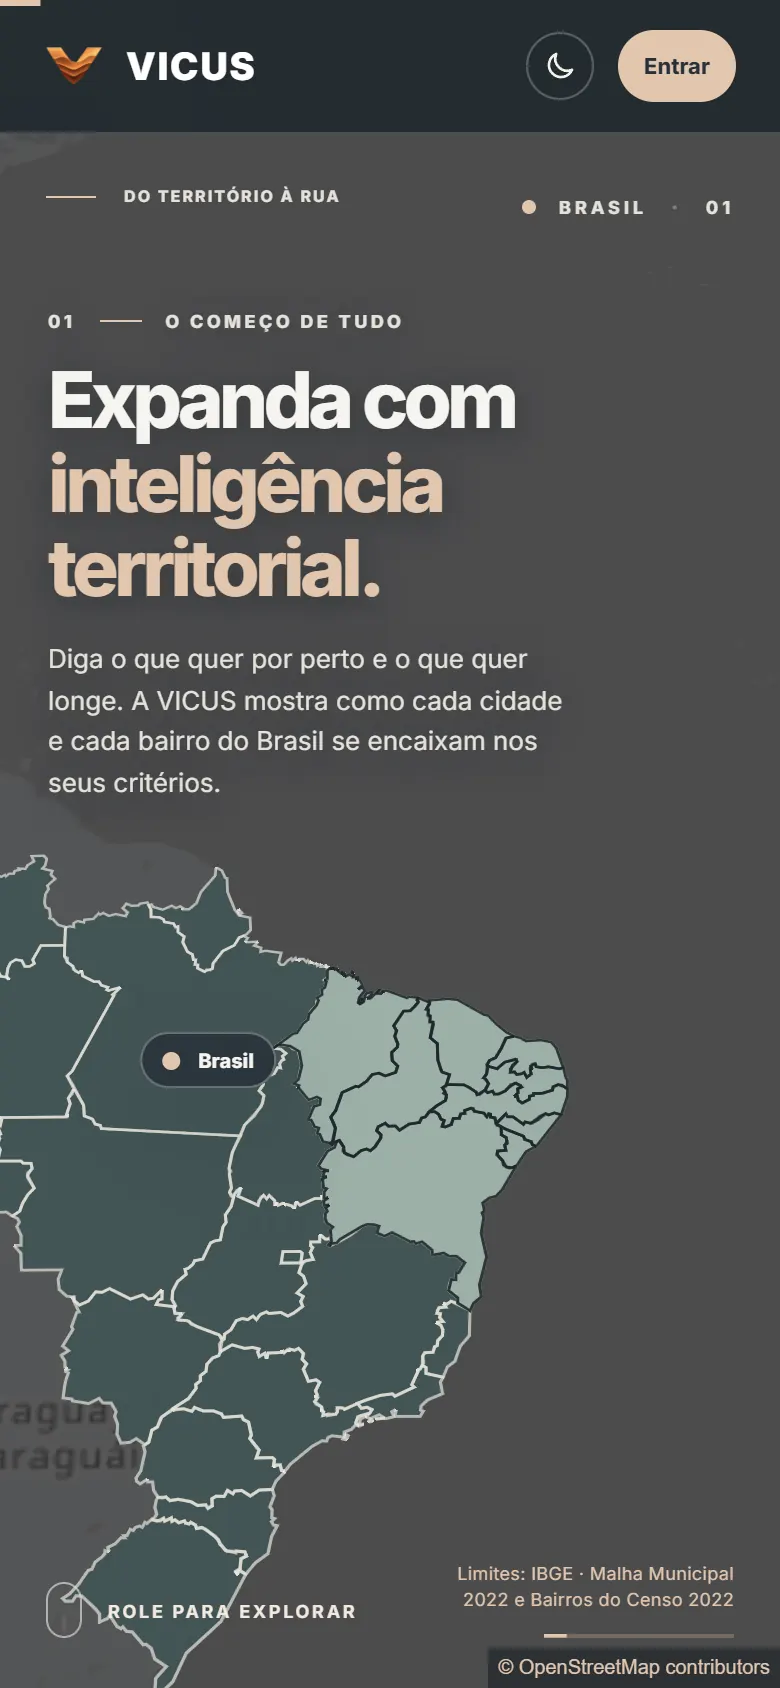 VICUS
Entrar
DO TERRITÓRIO À RUA
BRASIL · 01
01 — O COMEÇO DE TUDO
Expanda com
inteligência
territorial.
Diga o que quer por perto e o que quer
longe. A VICUS mostra como cada cidade
e cada bairro do Brasil se encaixam nos
seus critérios.
Brasil
ROLE PARA EXPLORAR
Limites: IBGE · Malha Municipal
2022 e Bairros do Censo 2022
© OpenStreetMap contributors